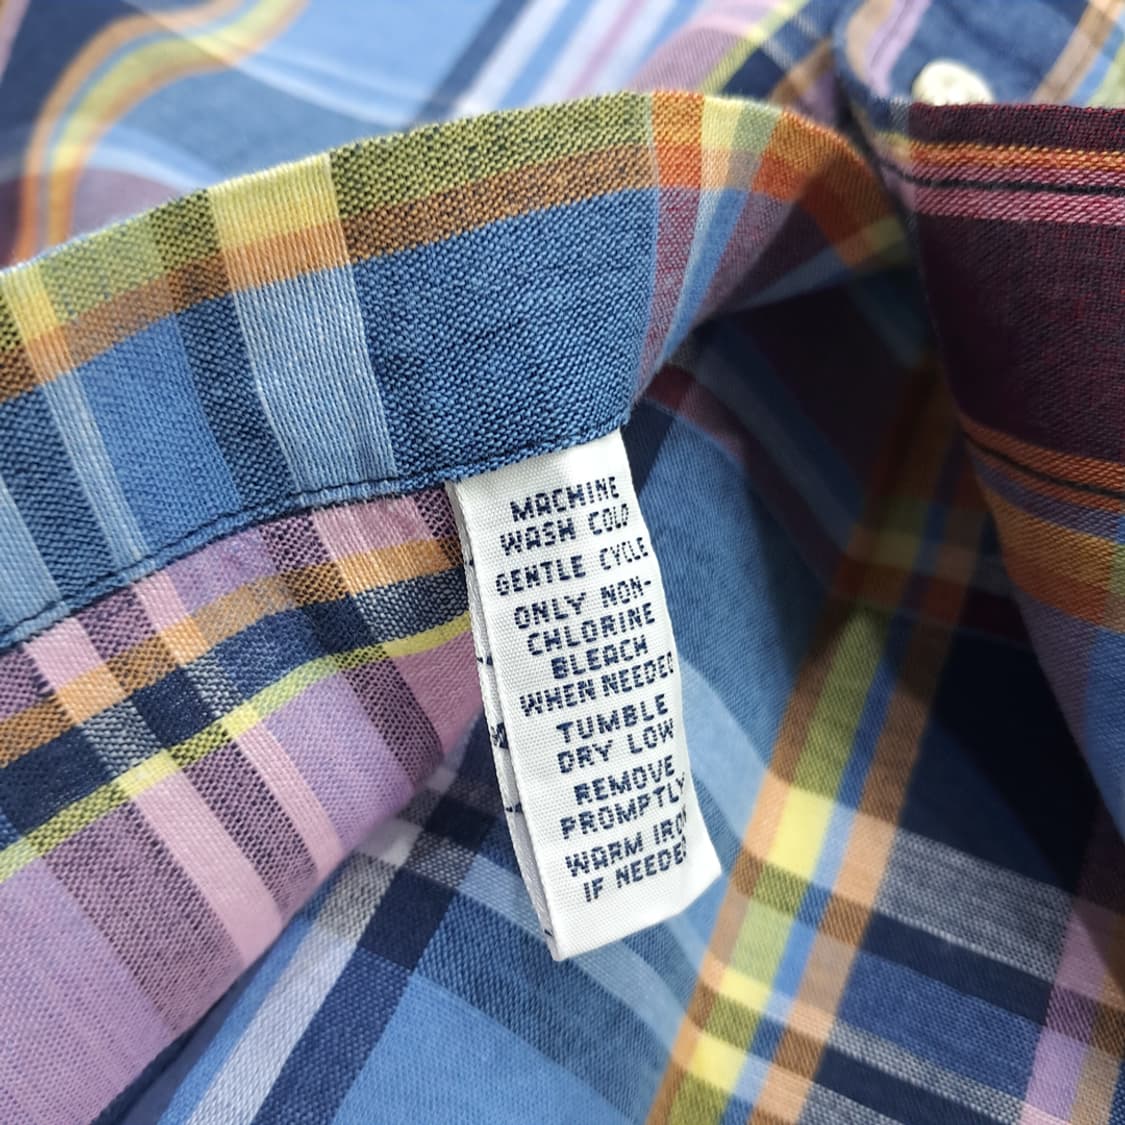 MACHINE
WASH COLD
GENTLE CYCLE
ONLY NON-
CHLORINE
BLEACH
WHEN NEEDED
TUMBLE
DRY LOW
REMOVE
PROMPTLY
WARM IRON
IF NEEDED